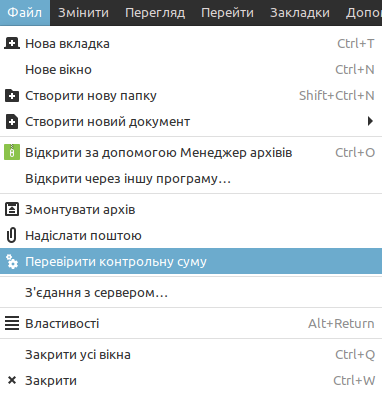 Файл Змінити Перегляд Перейти Закладки Допо
Нова вкладка Ctrl+T
Нове вікно Ctrl+N
Створити нову папку Shift+Ctrl+N
Створити новий документ
Відкрити за допомогою Менеджер архівів Ctrl+O
Відкрити через іншу програму...
Змонтувати архів
Надіслати поштою
Перевірити контрольну суму
З'єднання з сервером...
Властивості Alt+Return
Закрити усі вікна Ctrl+Q
Закрити Ctrl+W